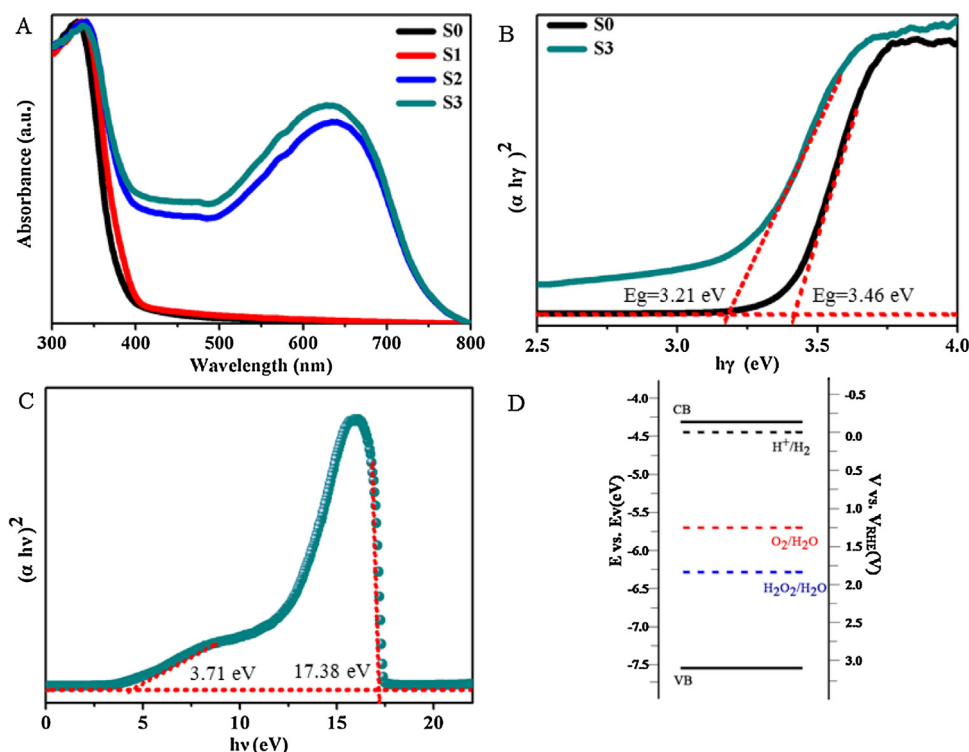 A
S0
S1
S2
S3
Absorbance (a.u.)
300 400 500 600 700 800
Wavelength (nm)
B
S0
S3
(α hγ )²
Eg=3.21 eV
Eg=3.46 eV
2.5 3.0 3.5 4.0
hγ (eV)
C
(α hν )²
3.71 eV
17.38 eV
0 5 10 15 20
hν (eV)
D
E vs. Ev(eV)
-4.0
-4.5
-5.0
-5.5
-6.0
-6.5
-7.0
-7.5
CB
H⁺/H₂
O₂/H₂O
H₂O₂/H₂O
VB
-0.5
0.0
0.5
1.0
1.5
2.0
2.5
3.0
V vs. V_RHE(V)